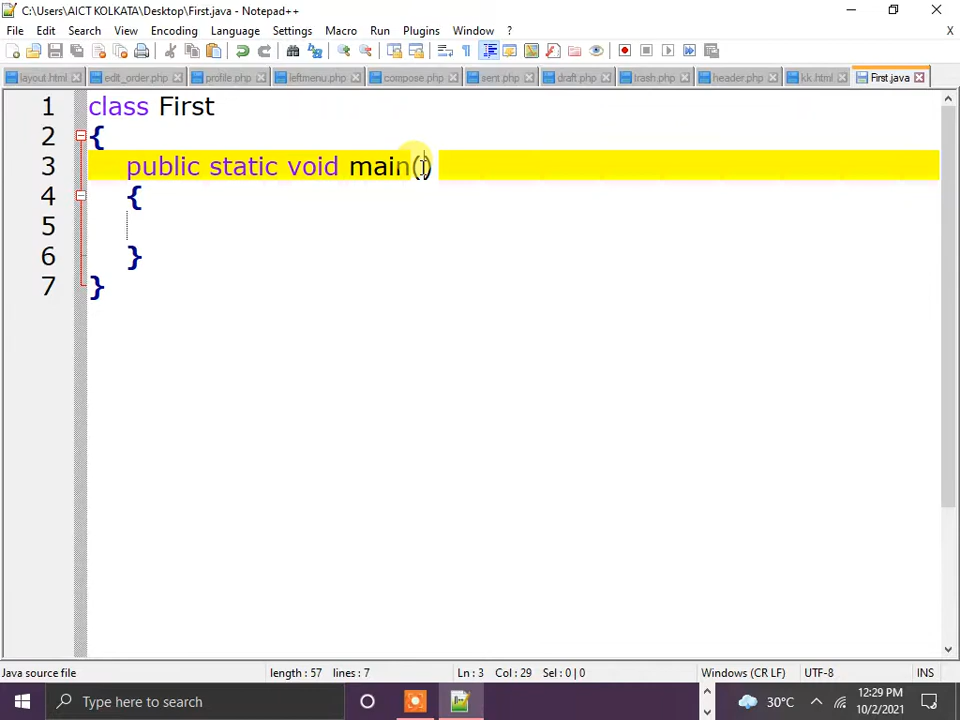 C:\Users\AICT KOLKATA\Desktop\First.java - Notepad++
File Edit Search View Encoding Language Settings Macro Run Plugins Window ? X
layout.html edit_order.php profile.php leftmenu.php compose.php sent.php draft.php trash.php header.php kk.html First.java
1 class First
2 {
3 public static void main()
4 {
5
6 }
7 }
Java source file length : 57 lines : 7 Ln : 3 Col : 29 Sel : 0 | 0 Windows (CR LF) UTF-8 INS
Type here to search 30°C 12:29 PM
10/2/2021